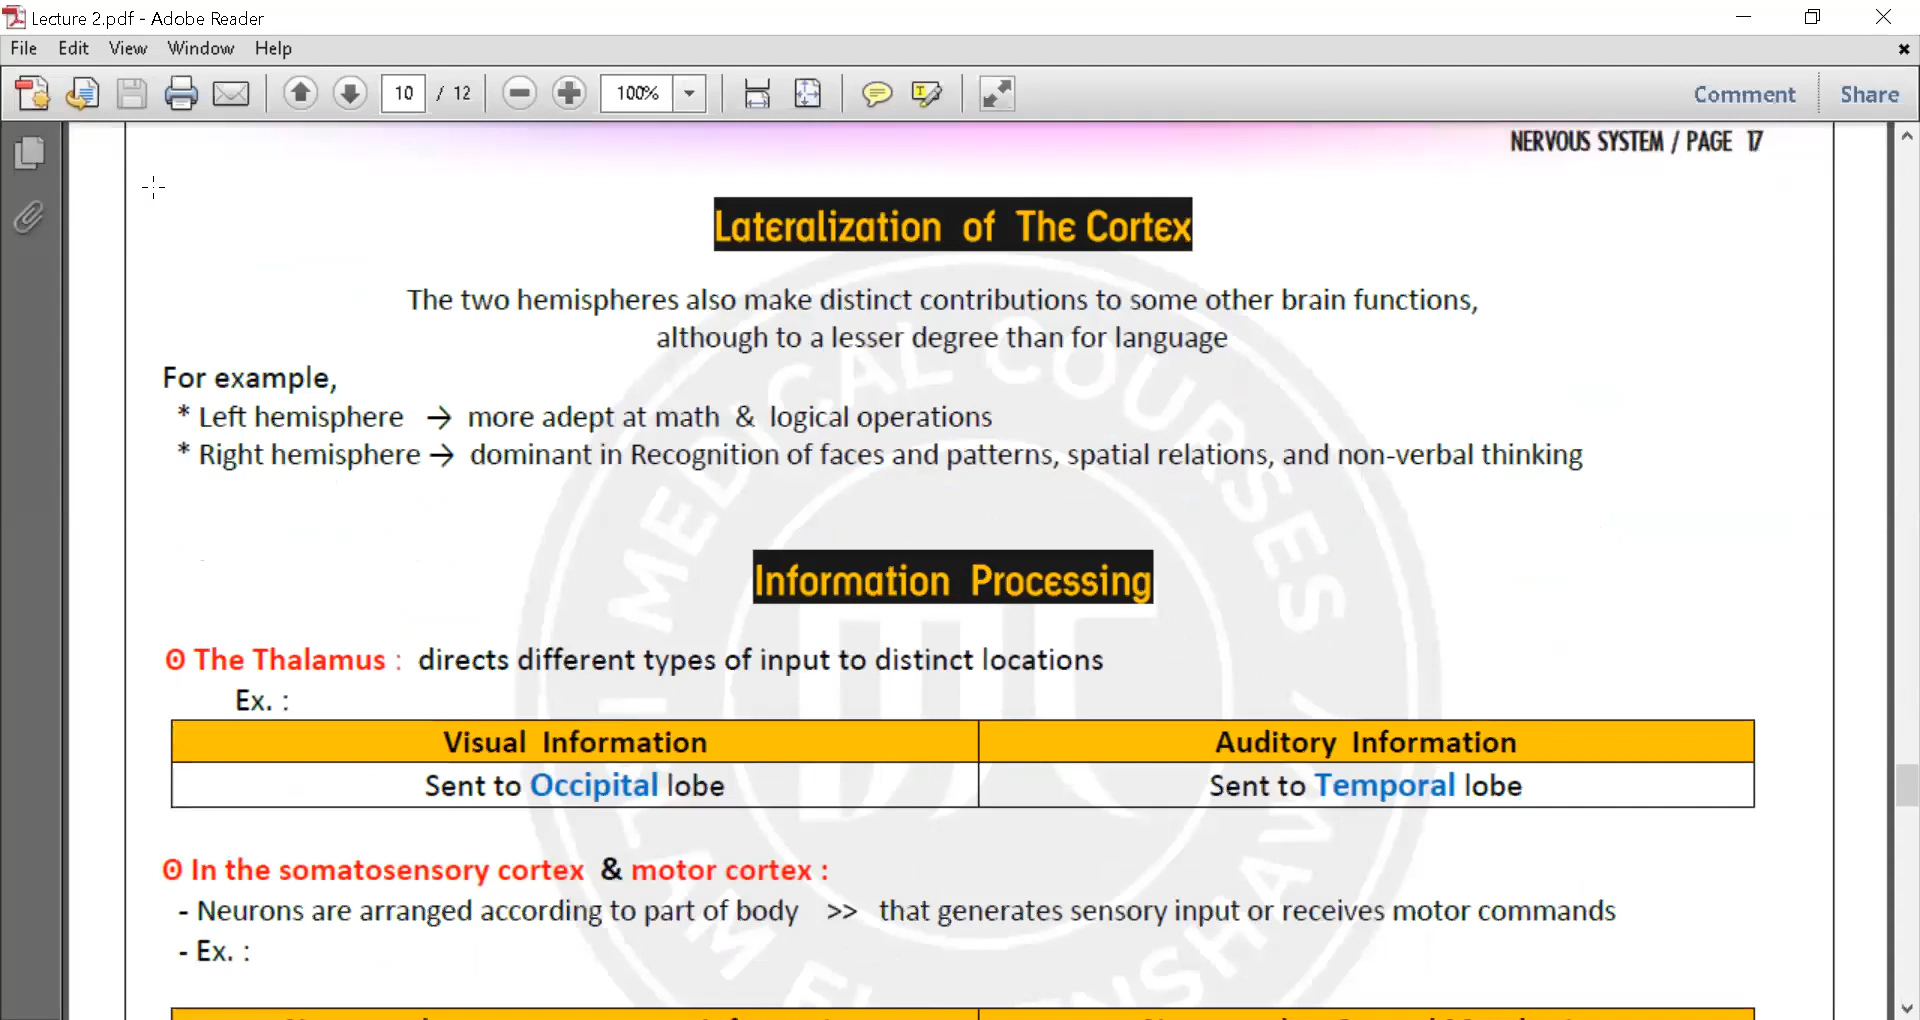 Lecture 2.pdf - Adobe Reader
File Edit View Window Help
10 / 12 100% Comment Share
NERVOUS SYSTEM / PAGE 17
Lateralization of The Cortex
The two hemispheres also make distinct contributions to some other brain functions,
although to a lesser degree than for language
For example,
* Left hemisphere → more adept at math & logical operations
* Right hemisphere → dominant in Recognition of faces and patterns, spatial relations, and non-verbal thinking
Information Processing
ʘ The Thalamus : directs different types of input to distinct locations
Ex. :
Visual Information Auditory Information
Sent to Occipital lobe Sent to Temporal lobe
ʘ In the somatosensory cortex & motor cortex :
- Neurons are arranged according to part of body >> that generates sensory input or receives motor commands
- Ex. :
MEDICAL COURSES